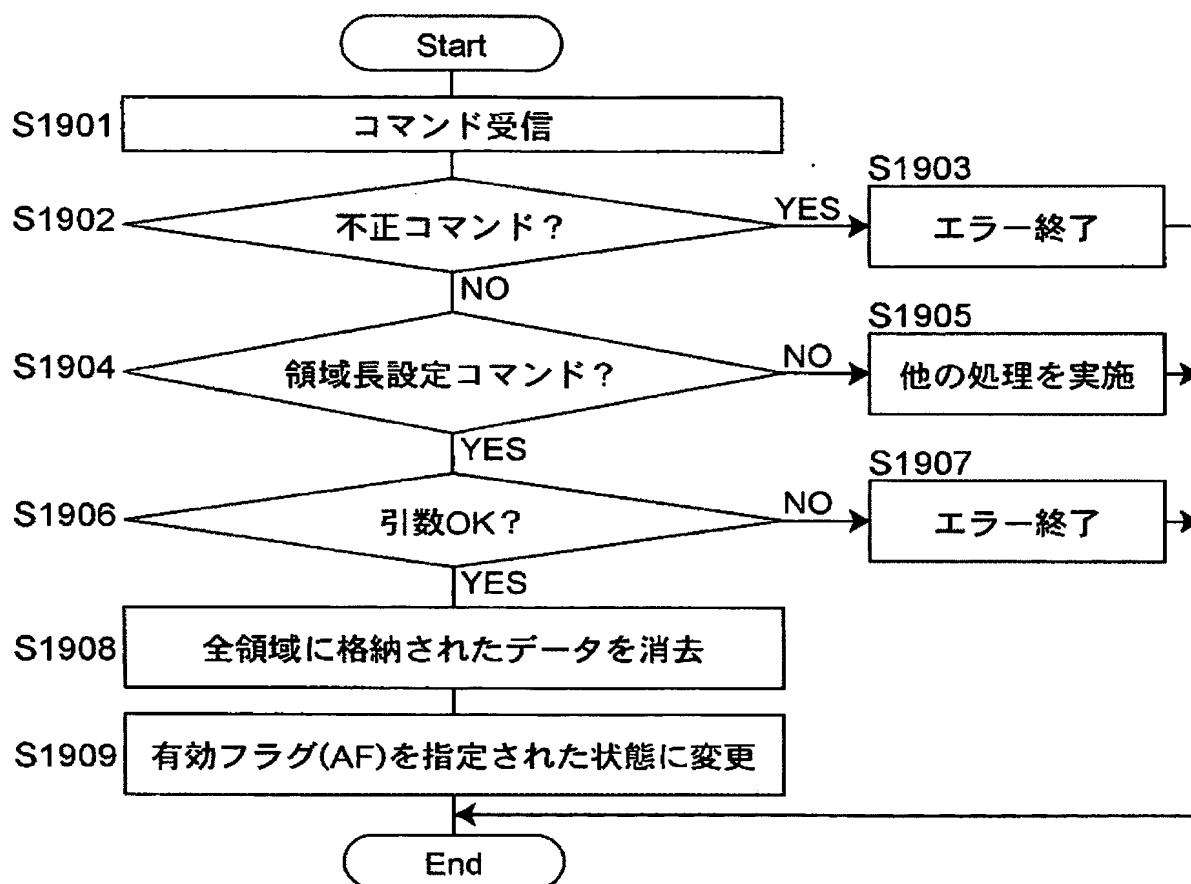 Start
S1901
コマンド受信
S1902
不正コマンド？
YES
S1903
エラー終了
NO
S1904
領域長設定コマンド？
NO
S1905
他の処理を実施
YES
S1906
引数OK？
NO
S1907
エラー終了
YES
S1908
全領域に格納されたデータを消去
S1909
有効フラグ(AF)を指定された状態に変更
End